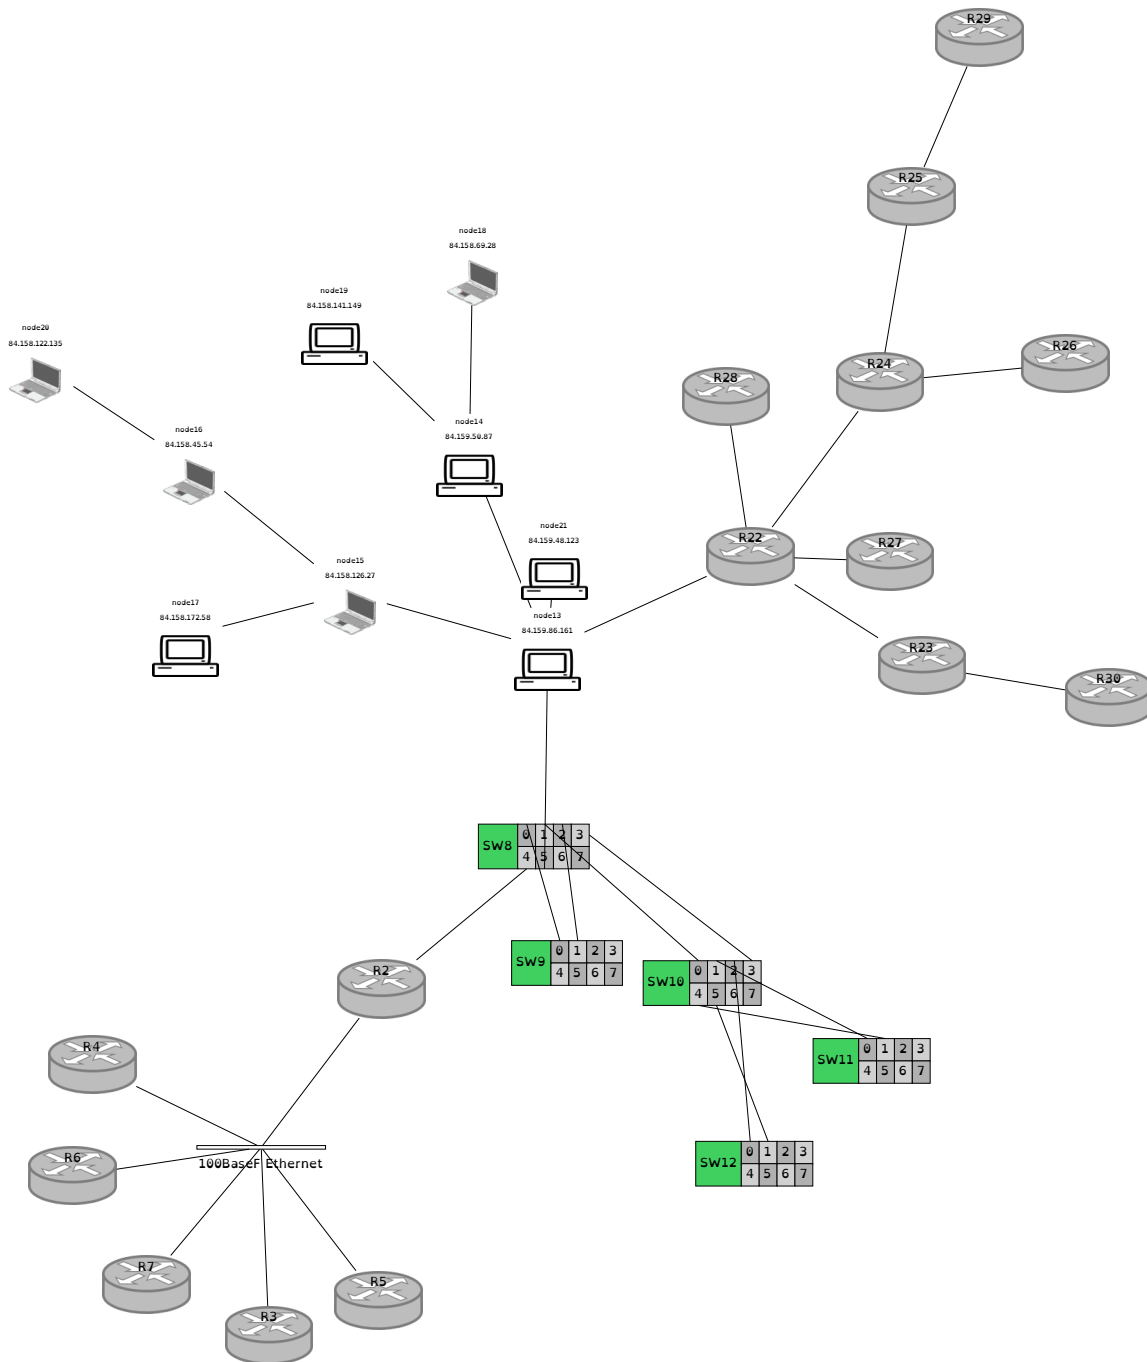 R29
R25
node18
84.158.69.28
node19
84.158.141.149
node20
84.158.122.135
R26
R24
R28
node14
84.159.50.87
node16
84.158.45.54
node21
84.159.48.123
R22
R27
node15
84.158.126.27
node17
84.158.172.58
node13
84.159.86.161
R23
R30
SW8
0 1 2 3
4 5 6 7
SW9
0 1 2 3
4 5 6 7
R2
SW10
0 1 2 3
4 5 6 7
R4
SW11
0 1 2 3
4 5 6 7
R6
100BaseF Ethernet
SW12
0 1 2 3
4 5 6 7
R7
R5
R3